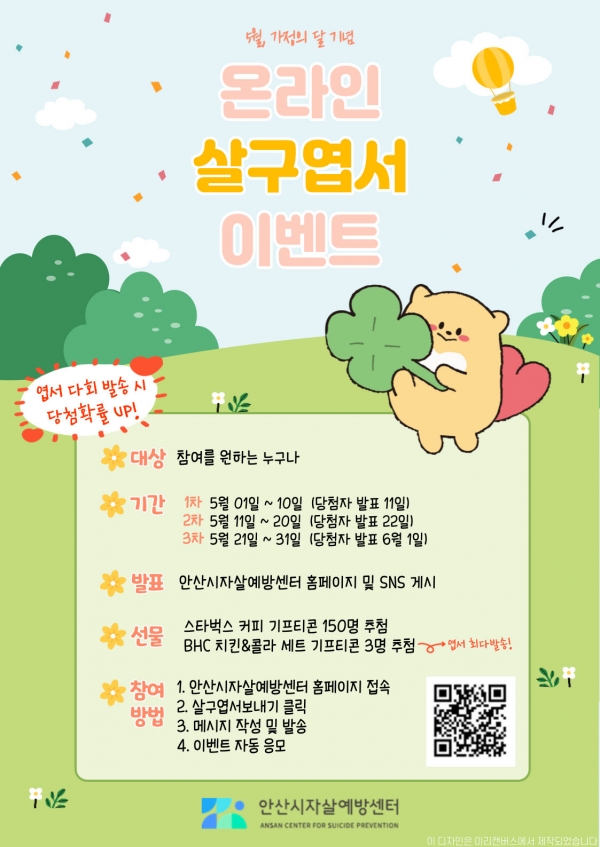 5월, 가정의 달 기념
온라인
살구엽서
이벤트
엽서 다회 발송 시
당첨확률 UP!
대상 참여를 원하는 누구나
기간 1차 5월 01일 ~ 10일 (당첨자 발표 11일)
2차 5월 11일 ~ 20일 (당첨자 발표 22일)
3차 5월 21일 ~ 31일 (당첨자 발표 6월 1일)
발표 안산시자살예방센터 홈페이지 및 SNS 게시
선물 스타벅스 커피 기프티콘 150명 추첨
BHC 치킨&콜라 세트 기프티콘 3명 추첨 엽서 최다발송!
참여
방법
1. 안산시자살예방센터 홈페이지 접속
2. 살구엽서보내기 클릭
3. 메시지 작성 및 발송
4. 이벤트 자동 응모
안산시자살예방센터
ANSAN CENTER FOR SUICIDE PREVENTION
이 디자인은 미리캔버스에서 제작되었습니다